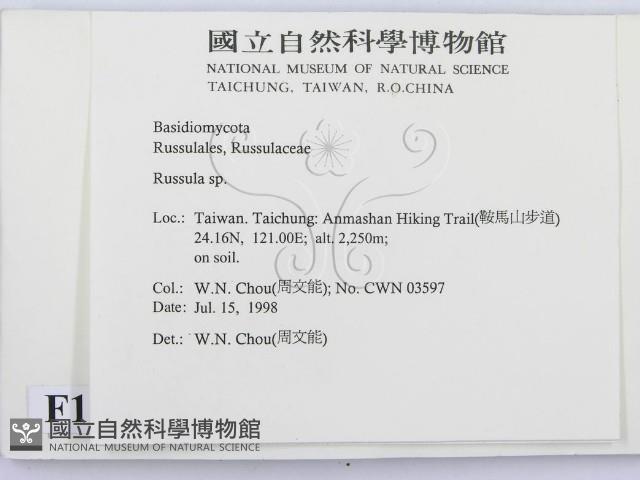 國立自然科學博物館
NATIONAL MUSEUM OF NATURAL SCIENCE
TAICHUNG, TAIWAN, R.O.CHINA
Basidiomycota
Russulales, Russulaceae
Russula sp.
Loc.: Taiwan. Taichung: Anmashan Hiking Trail(鞍馬山步道)
24.16N, 121.00E; alt. 2,250m;
on soil.
Col.: W.N. Chou(周文能); No. CWN 03597
Date: Jul. 15, 1998
Det.: W.N. Chou(周文能)
F1
國立自然科學博物館
NATIONAL MUSEUM OF NATURAL SCIENCE